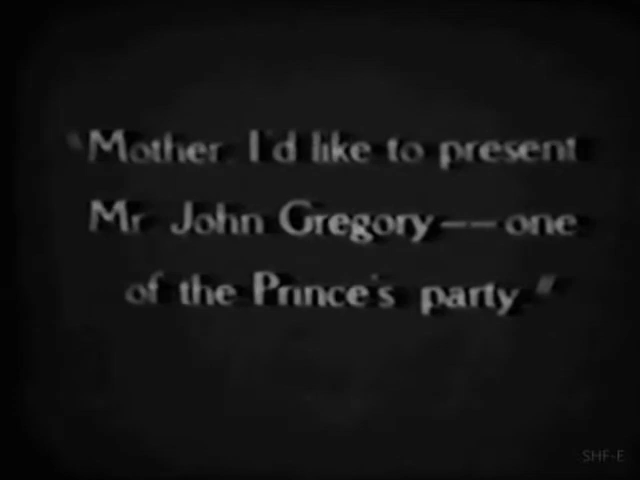 "Mother I'd like to present
Mr John Gregory -- one
of the Prince's party"
SHF-E